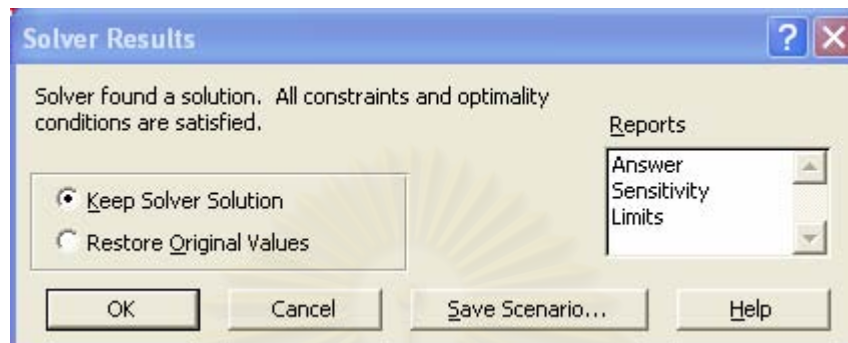 Solver Results
Solver found a solution. All constraints and optimality
conditions are satisfied.
Reports
Answer
Sensitivity
Limits
Keep Solver Solution
Restore Original Values
OK
Cancel
Save Scenario...
Help